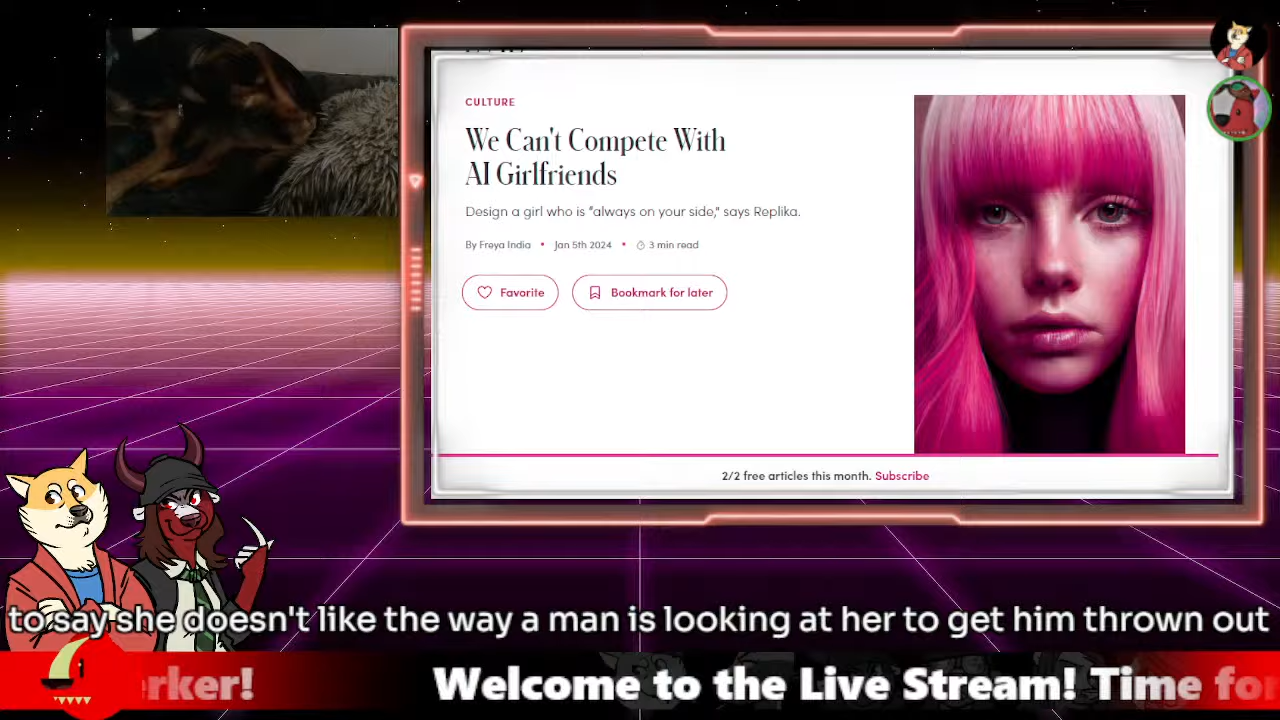 CULTURE
We Can't Compete With
AI Girlfriends
Design a girl who is "always on your side," says Replika.
By Freya India • Jan 5th 2024 • 3 min read
Favorite
Bookmark for later
2/2 free articles this month. Subscribe
to say she doesn't like the way a man is looking at her to get him thrown out
erker! Welcome to the Live Stream! Time for